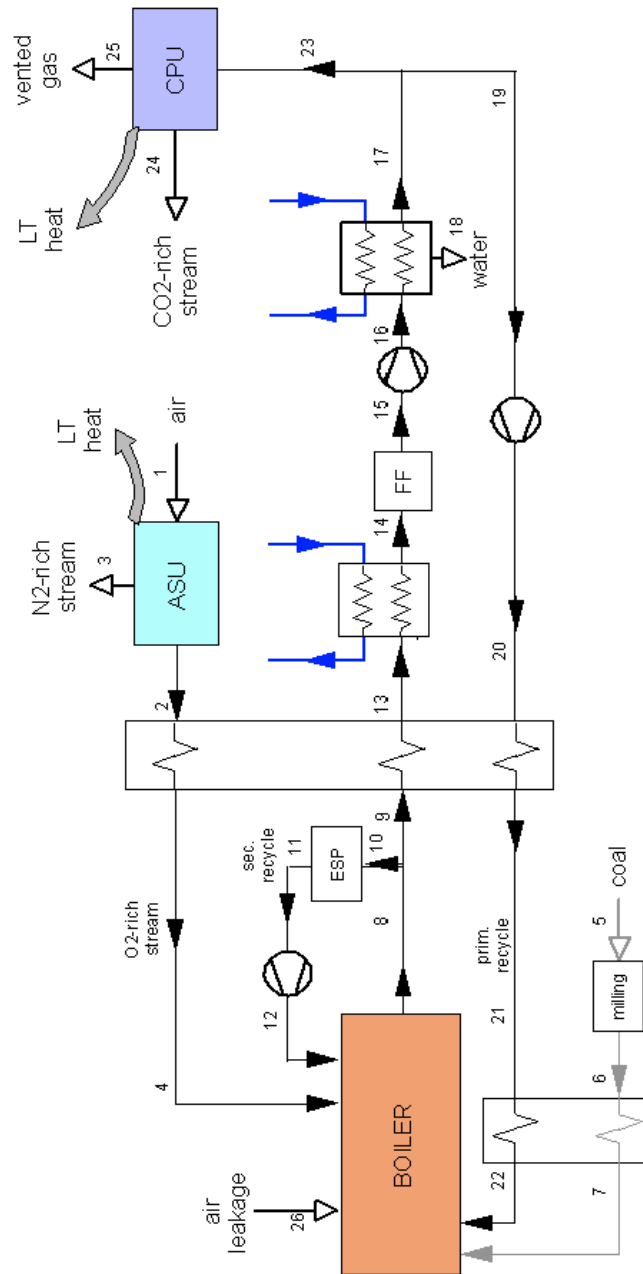 vented
gas
25
LT
heat
CPU
24
CO2-rich
stream
23
N2-rich
stream
3
LT
heat
ASU
1
air
2
O2-rich
stream
4
air
leakage
26
BOILER
12
sec.
recycle
11
ESP
10
8
9
13
14
FF
15
16
17
18
water
19
20
prim.
recycle
21
22
coal
5
milling
6
7